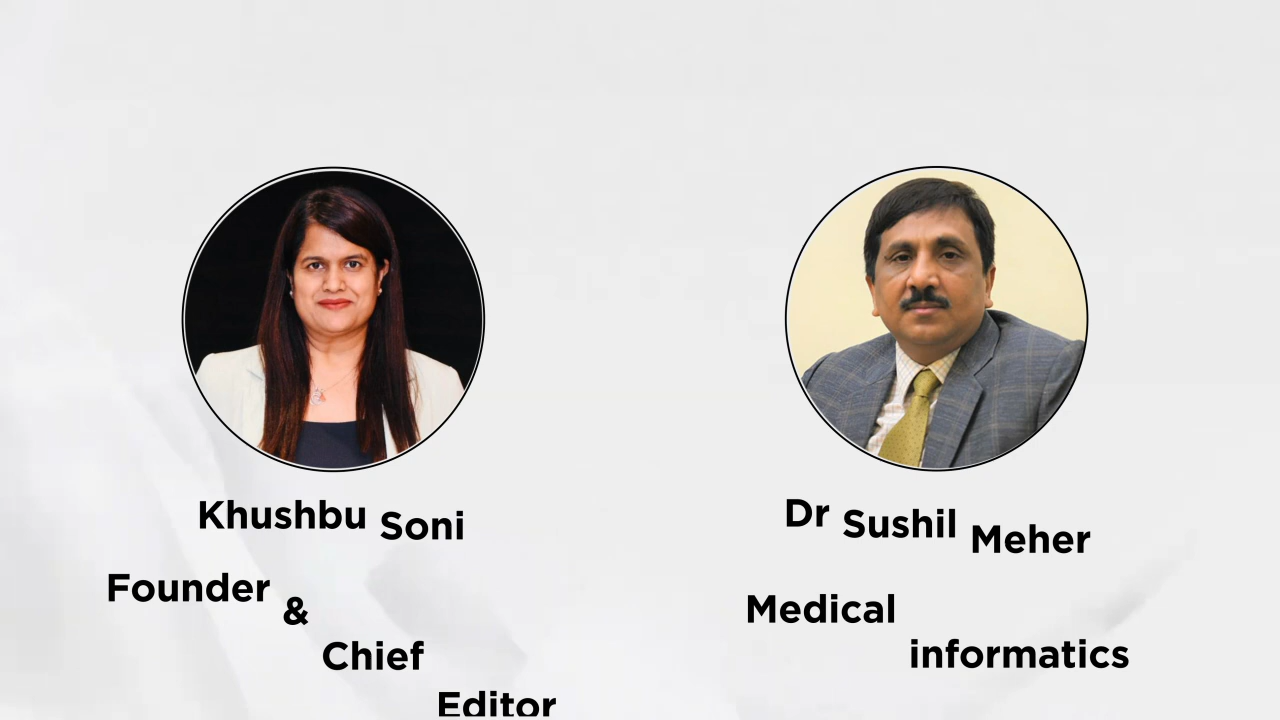 Khushbu Soni
Founder & Chief Editor
Dr Sushil Meher
Medical informatics